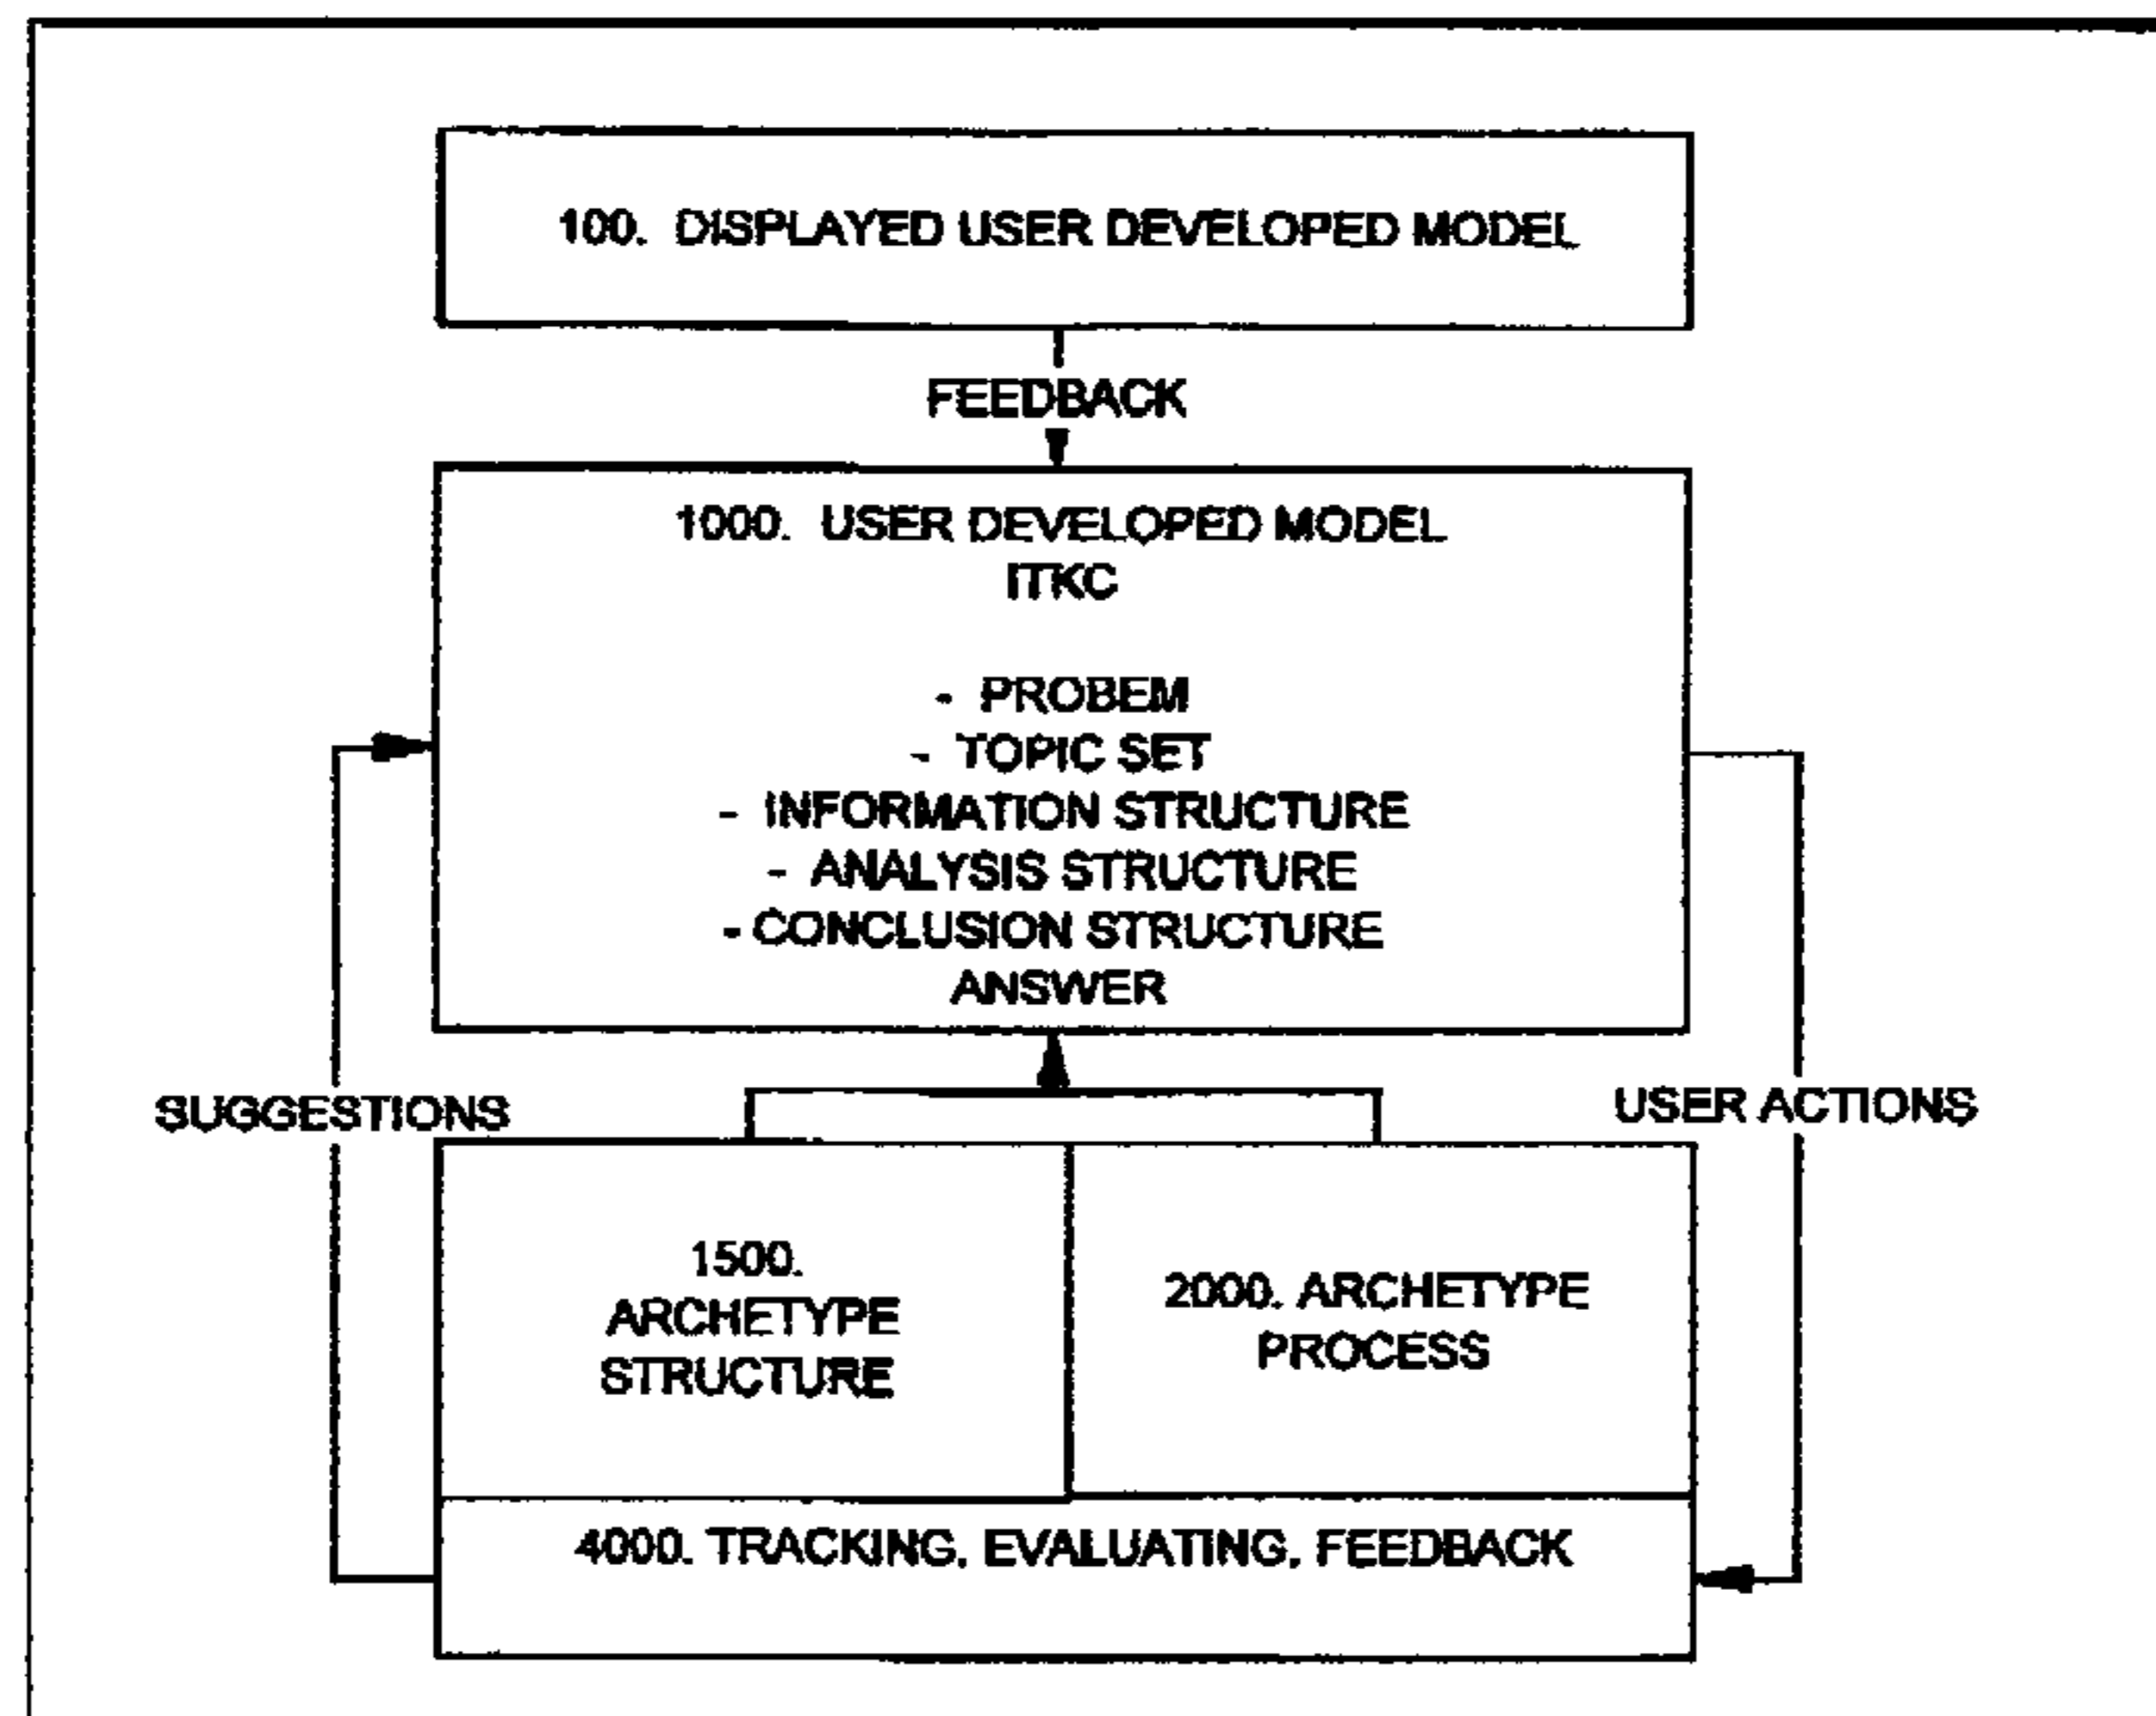 100. DISPLAYED USER DEVELOPED MODEL
FEEDBACK
1000. USER DEVELOPED MODEL
ITKC
- PROBEM
- TOPIC SET
- INFORMATION STRUCTURE
- ANALYSIS STRUCTURE
- CONCLUSION STRUCTURE
ANSWER
SUGGESTIONS
USER ACTIONS
1500.
ARCHETYPE
STRUCTURE
2000. ARCHETYPE
PROCESS
4000. TRACKING, EVALUATING, FEEDBACK